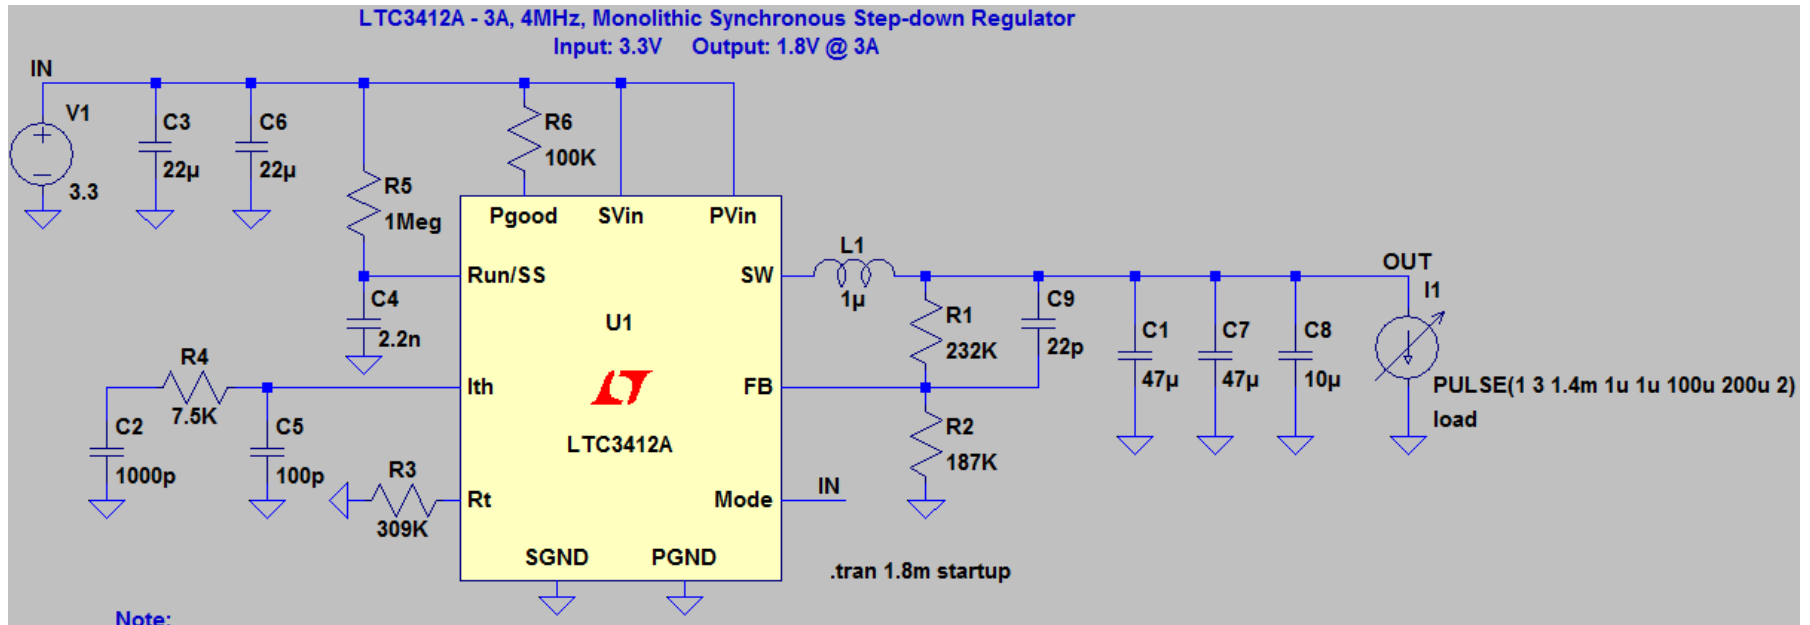 LTC3412A - 3A, 4MHz, Monolithic Synchronous Step-down Regulator
Input: 3.3V Output: 1.8V @ 3A
IN
V1
3.3
C3
22µ
C6
22µ
R5
1Meg
R6
100K
Pgood
SVin
PVin
Run/SS
SW
C4
2.2n
U1
LTC3412A
Ith
FB
R4
7.5K
C2
1000p
C5
100p
R3
309K
Rt
Mode
IN
SGND
PGND
L1
1µ
R1
232K
C9
22p
R2
187K
C1
47µ
C7
47µ
C8
10µ
OUT
I1
PULSE(1 3 1.4m 1u 1u 100u 200u 2)
load
.tran 1.8m startup
Note: